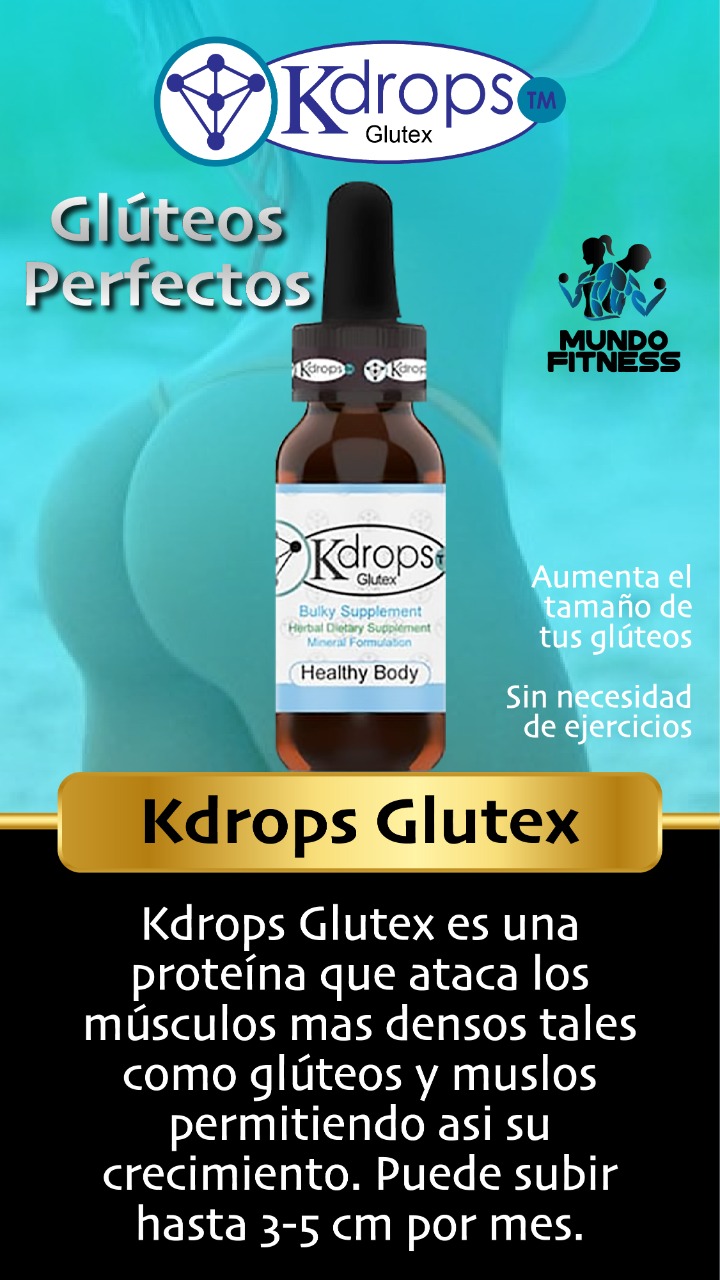 Kdrops TM
Glutex
Glúteos
Perfectos
MUNDO
FITNESS
Kdrops
Kdrops
Glutex
Bulky Supplement
Herbal Dietary Supplement
Mineral Formulation
Healthy Body
Aumenta el
tamaño de
tus glúteos
Sin necesidad
de ejercicios
Kdrops Glutex
Kdrops Glutex es una
proteína que ataca los
músculos mas densos tales
como glúteos y muslos
permitiendo asi su
crecimiento. Puede subir
hasta 3-5 cm por mes.